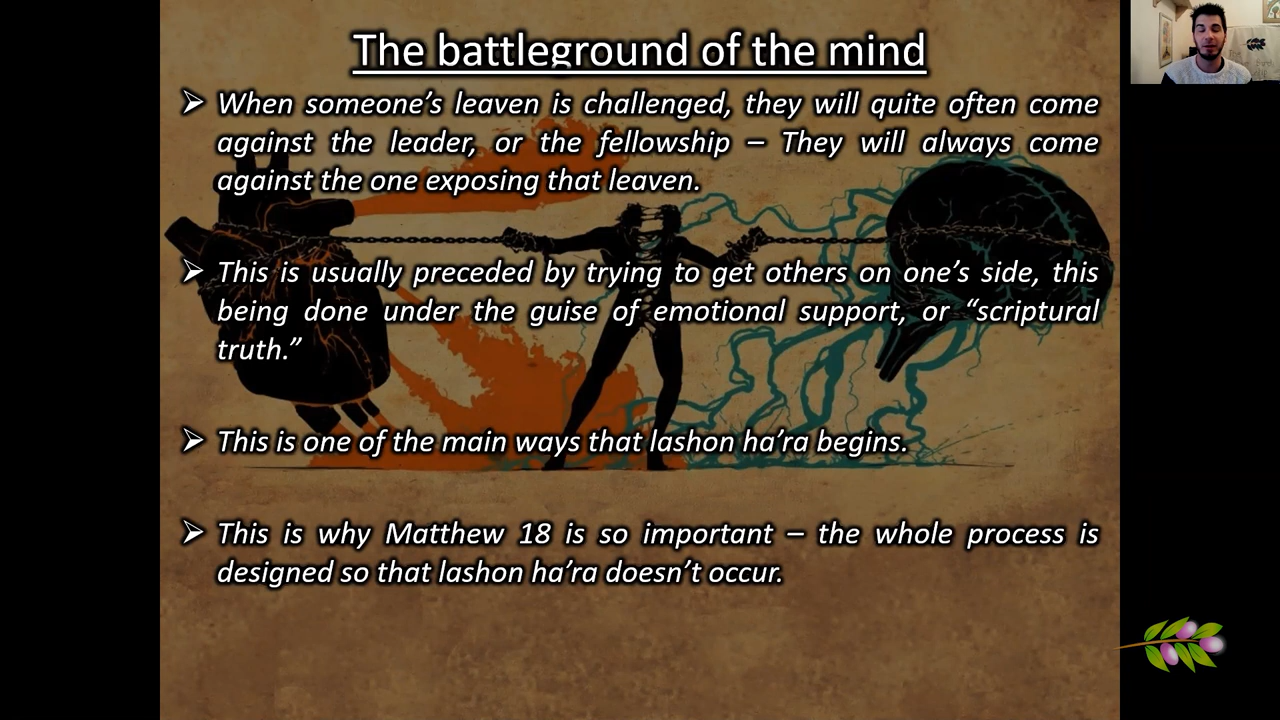 The battleground of the mind
➢ When someone’s leaven is challenged, they will quite often come
against the leader, or the fellowship – They will always come
against the one exposing that leaven.
➢ This is usually preceded by trying to get others on one’s side, this
being done under the guise of emotional support, or “scriptural
truth.”
➢ This is one of the main ways that lashon ha’ra begins.
➢ This is why Matthew 18 is so important – the whole process is
designed so that lashon ha’ra doesn’t occur.